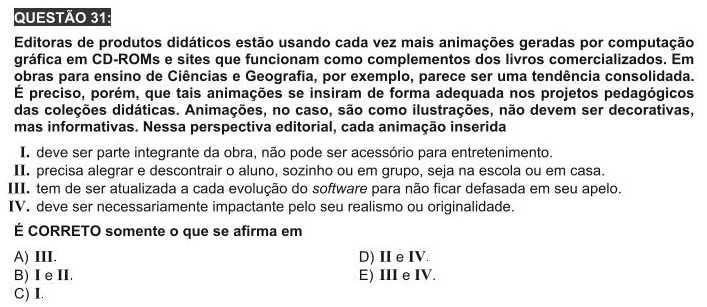 QUESTÃO 31:
Editoras de produtos didáticos estão usando cada vez mais animações geradas por computação
gráfica em CD-ROMs e sites que funcionam como complementos dos livros comercializados. Em
obras para ensino de Ciências e Geografia, por exemplo, parece ser uma tendência consolidada.
É preciso, porém, que tais animações se insiram de forma adequada nos projetos pedagógicos
das coleções didáticas. Animações, no caso, são como ilustrações, não devem ser decorativas,
mas informativas. Nessa perspectiva editorial, cada animação inserida
I. deve ser parte integrante da obra, não pode ser acessório para entretenimento.
II. precisa alegrar e descontrair o aluno, sozinho ou em grupo, seja na escola ou em casa.
III. tem de ser atualizada a cada evolução do software para não ficar defasada em seu apelo.
IV. deve ser necessariamente impactante pelo seu realismo ou originalidade.
É CORRETO somente o que se afirma em
A) III.
B) I e II.
C) I.
D) II e IV.
E) III e IV.